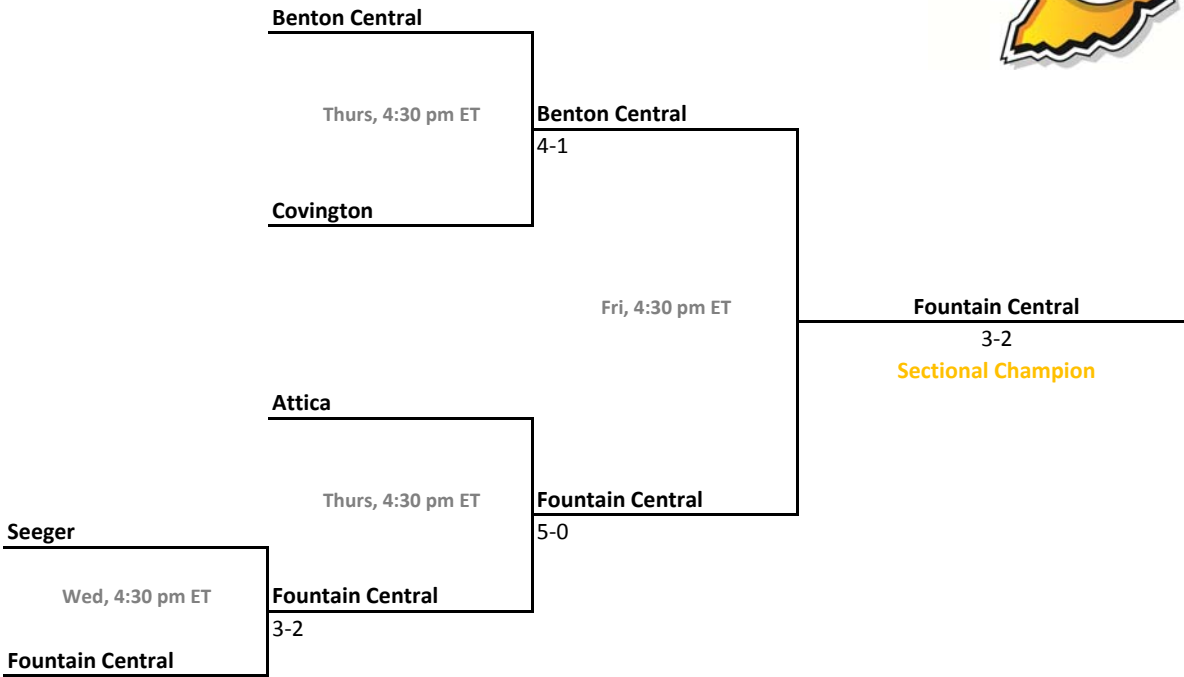 Benton Central
Thurs, 4:30 pm ET
Benton Central
4-1
Covington
Fri, 4:30 pm ET
Fountain Central
3-2
Sectional Champion
Attica
Thurs, 4:30 pm ET
Fountain Central
5-0
Seeger
Wed, 4:30 pm ET
Fountain Central
3-2
Fountain Central